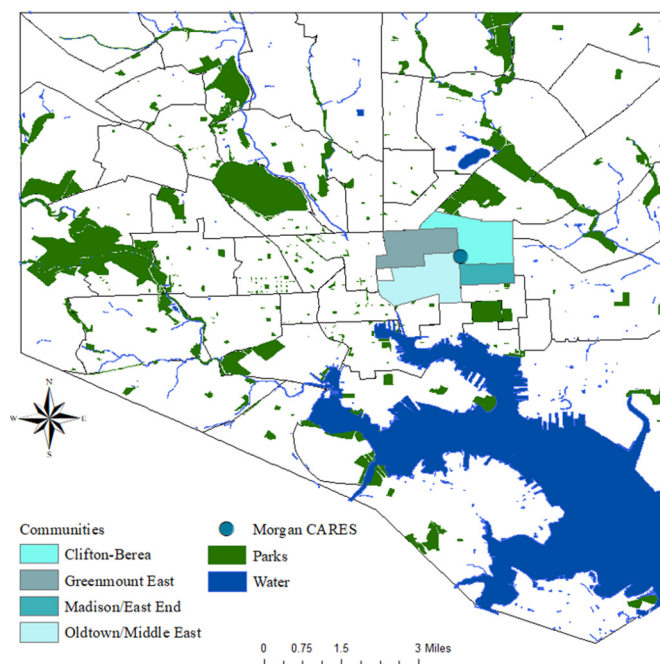 N
W E
S
Communities
Clifton-Berea
Greenmount East
Madison/East End
Oldtown/Middle East
Morgan CARES
Parks
Water
0 0.75 1.5 3 Miles